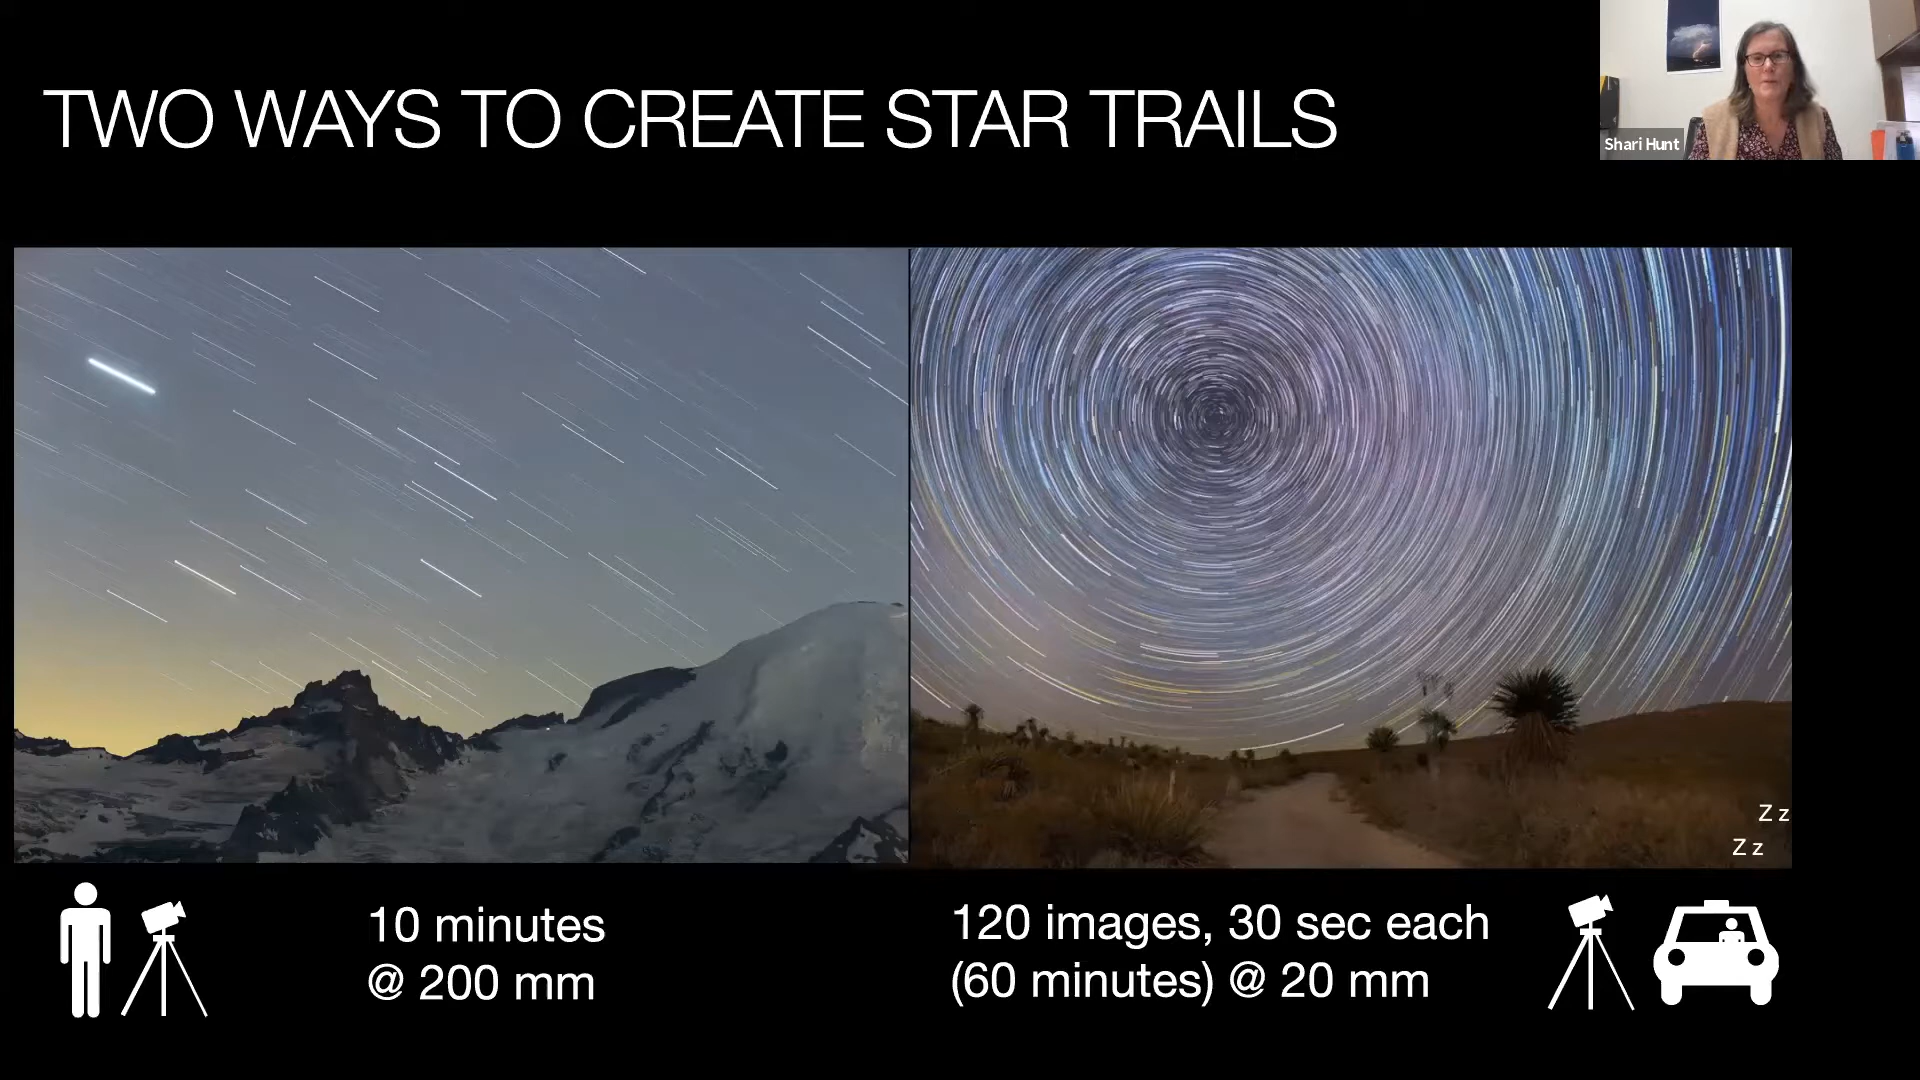 TWO WAYS TO CREATE STAR TRAILS
Shari Hunt
Z z
Z z
10 minutes
@ 200 mm
120 images, 30 sec each
(60 minutes) @ 20 mm